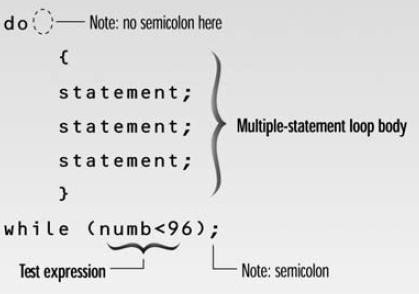 do Note: no semicolon here
{
statement;
statement;
statement;
Multiple-statement loop body
}
while (numb<96);
Test expression
Note: semicolon